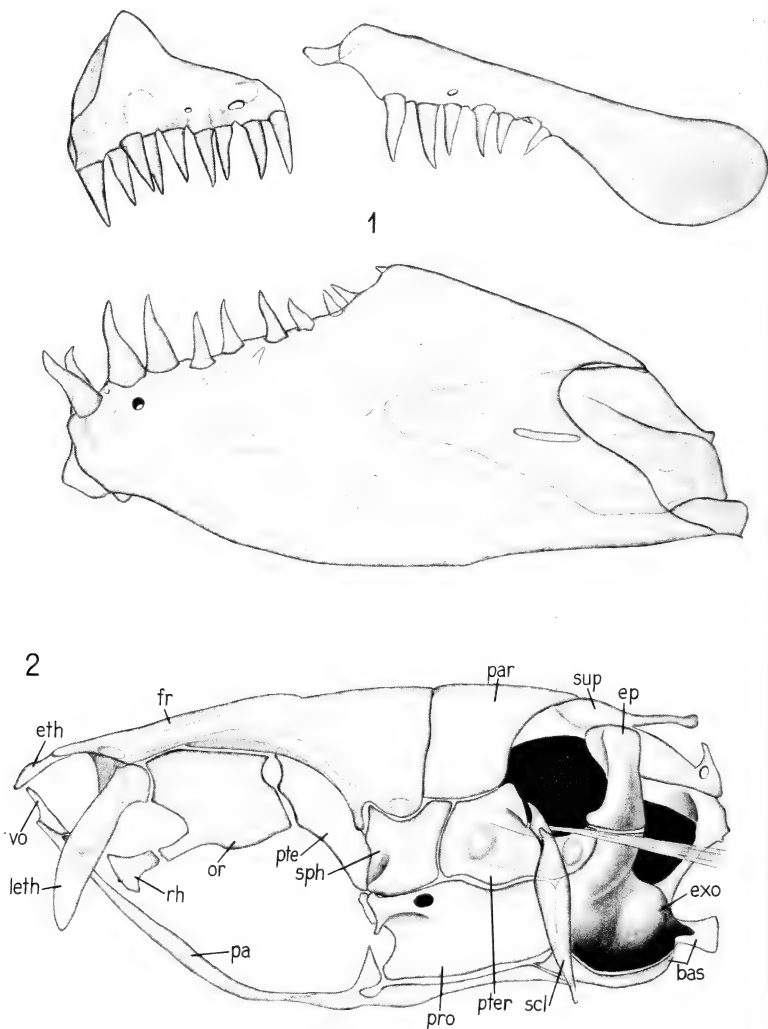 1
2
fr
par
sup
ep
eth
vo
leth
rh
or
pte
sph
pa
pro
pter
scl
exo
bas